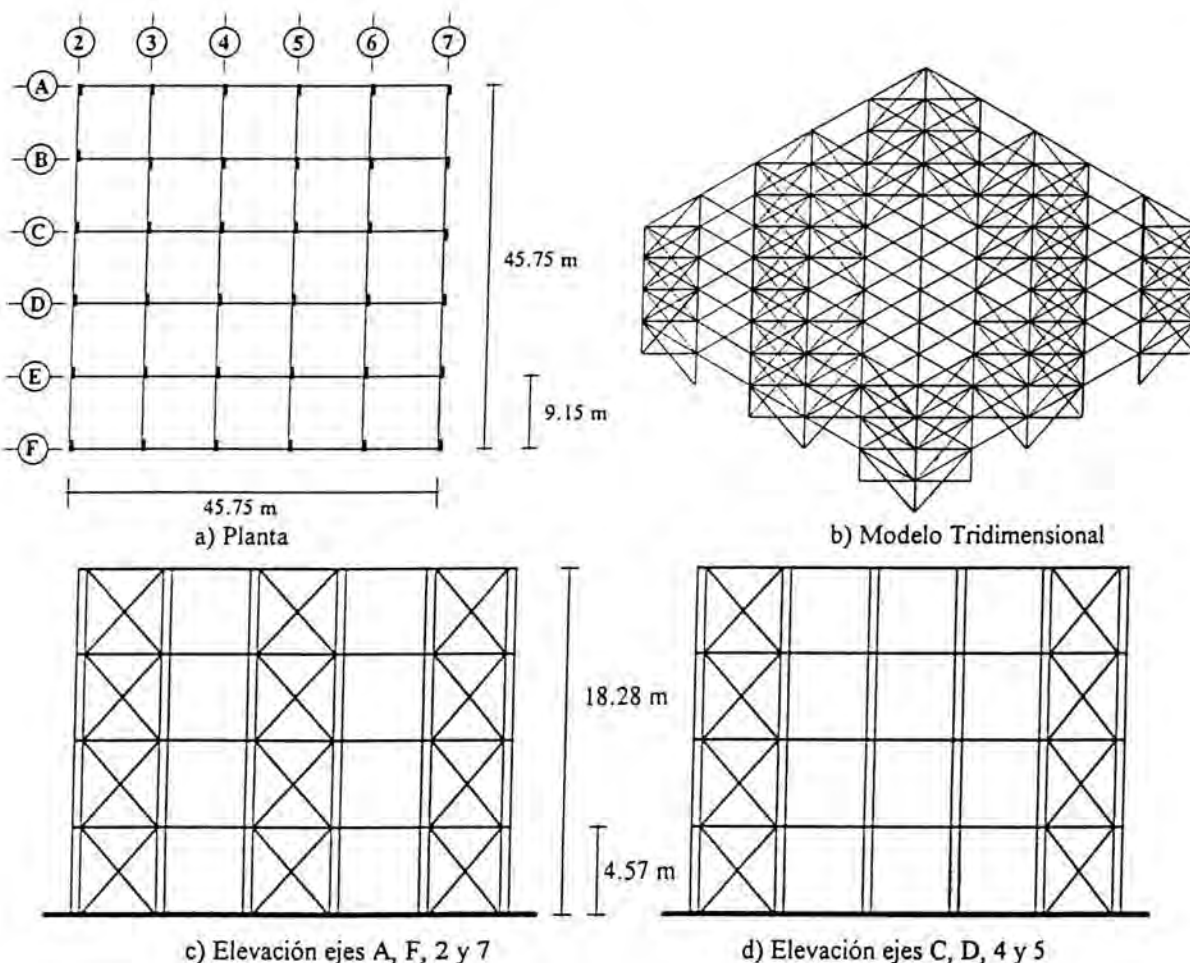 2 3 4 5 6 7
A
B
C
D
E
F
45.75 m
9.15 m
45.75 m
a) Planta
b) Modelo Tridimensional
18.28 m
4.57 m
c) Elevación ejes A, F, 2 y 7
d) Elevación ejes C, D, 4 y 5